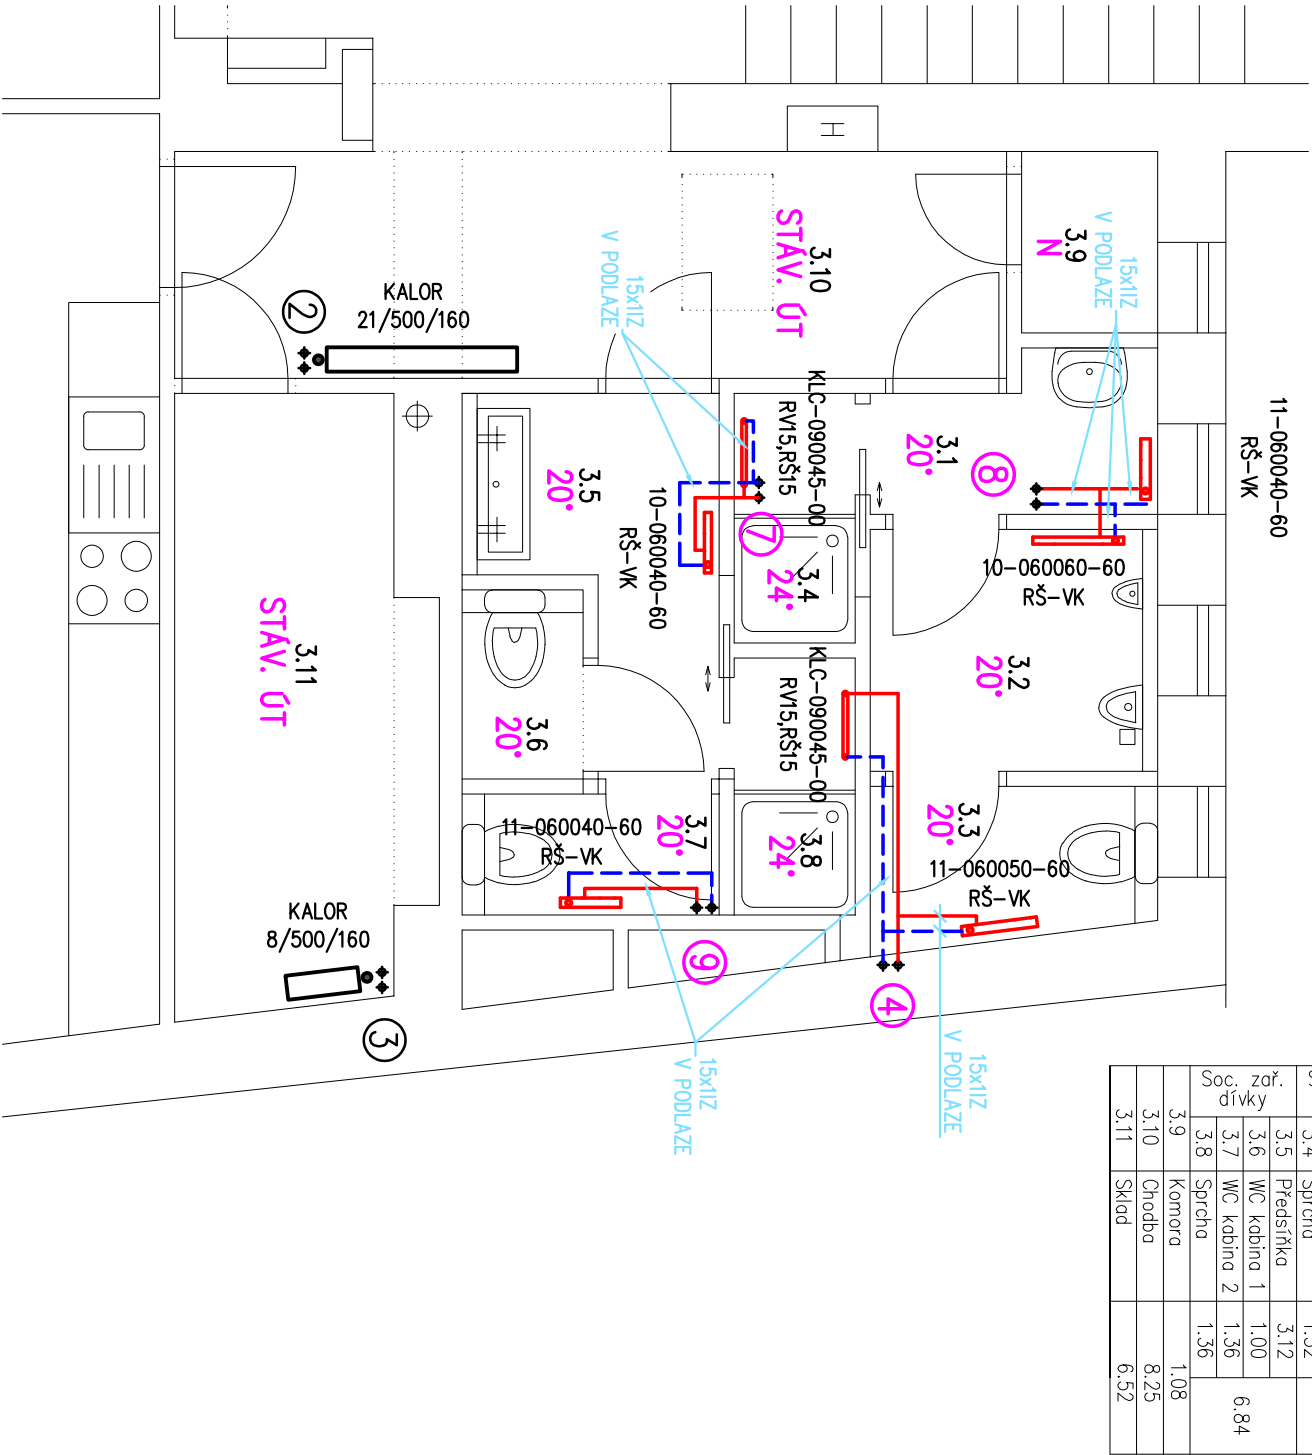 H
3.10
STÁV. ÚT
3.9
N
15x1IZ
V PODLAZE
15x1IZ
V PODLAZE
KALOR
21/500/160
2
11-060040-60
RŠ-VK
KLC-090045-00
RV15,RŠ15
3.1
20°
8
3.5
20°
10-060040-60
RŠ-VK
7
3.4
24°
10-060060-60
RŠ-VK
3.11
STÁV. ÚT
3.6
20°
KLC-090045-00
RV15,RŠ15
3.2
20°
11-060040-60
RŠ-VK
3.7
20°
3.8
24°
3.3
20°
11-060050-60
RŠ-VK
KALOR
8/500/160
3
9
4
15x1IZ
V PODLAZE
15x1IZ
V PODLAZE
Soc. zař.
dívky
3.4 Sprcha 1.32
3.5 Předsíňka 3.12
3.6 WC kabina 1 1.00
3.7 WC kabina 2 1.36
3.8 Sprcha 1.36
6.84
3.9 Komora 1.08
3.10 Chodba 8.25
3.11 Sklad 6.52